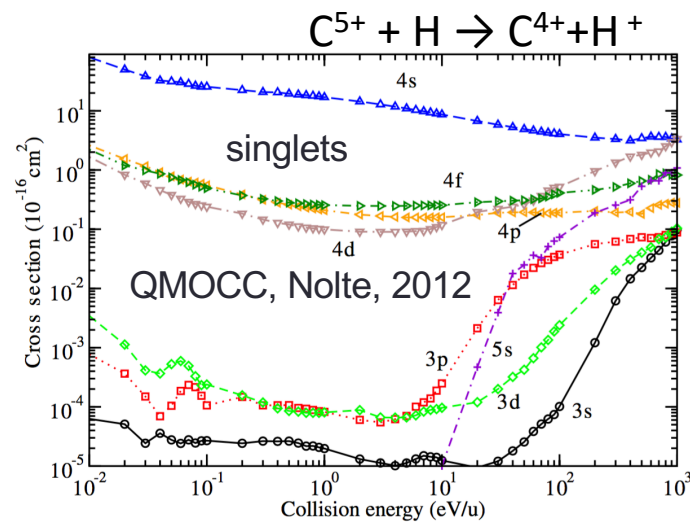 C⁵⁺ + H → C⁴⁺+H⁺
4s
singlets
4f
4p
4d
QMOCC, Nolte, 2012
3p
5s
3d
3s
10¹
10⁰
10⁻¹
10⁻²
10⁻³
10⁻⁴
10⁻⁵
Cross section (10⁻¹⁶ cm²)
10⁻² 10⁻¹ 10⁰ 10¹ 10² 10³
Collision energy (eV/u)